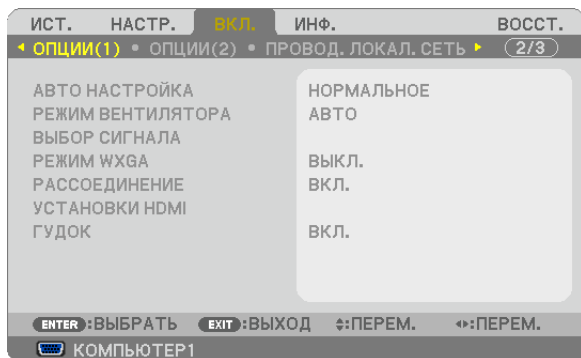 ИСТ. НАСТР. ВКЛ. ИНФ. ВОССТ.
ОПЦИИ(1) • ОПЦИИ(2) • ПРОВОД. ЛОКАЛ. СЕТЬ 2/3
АВТО НАСТРОЙКА НОРМАЛЬНОЕ
РЕЖИМ ВЕНТИЛЯТОРА АВТО
ВЫБОР СИГНАЛА
РЕЖИМ WXGA ВЫКЛ.
РАССОЕДИНЕНИЕ ВКЛ.
УСТАНОВКИ HDMI
ГУДОК ВКЛ.
ENTER:ВЫБРАТЬ EXIT:ВЫХОД :ПЕРЕМ. :ПЕРЕМ.
КОМПЬЮТЕР1